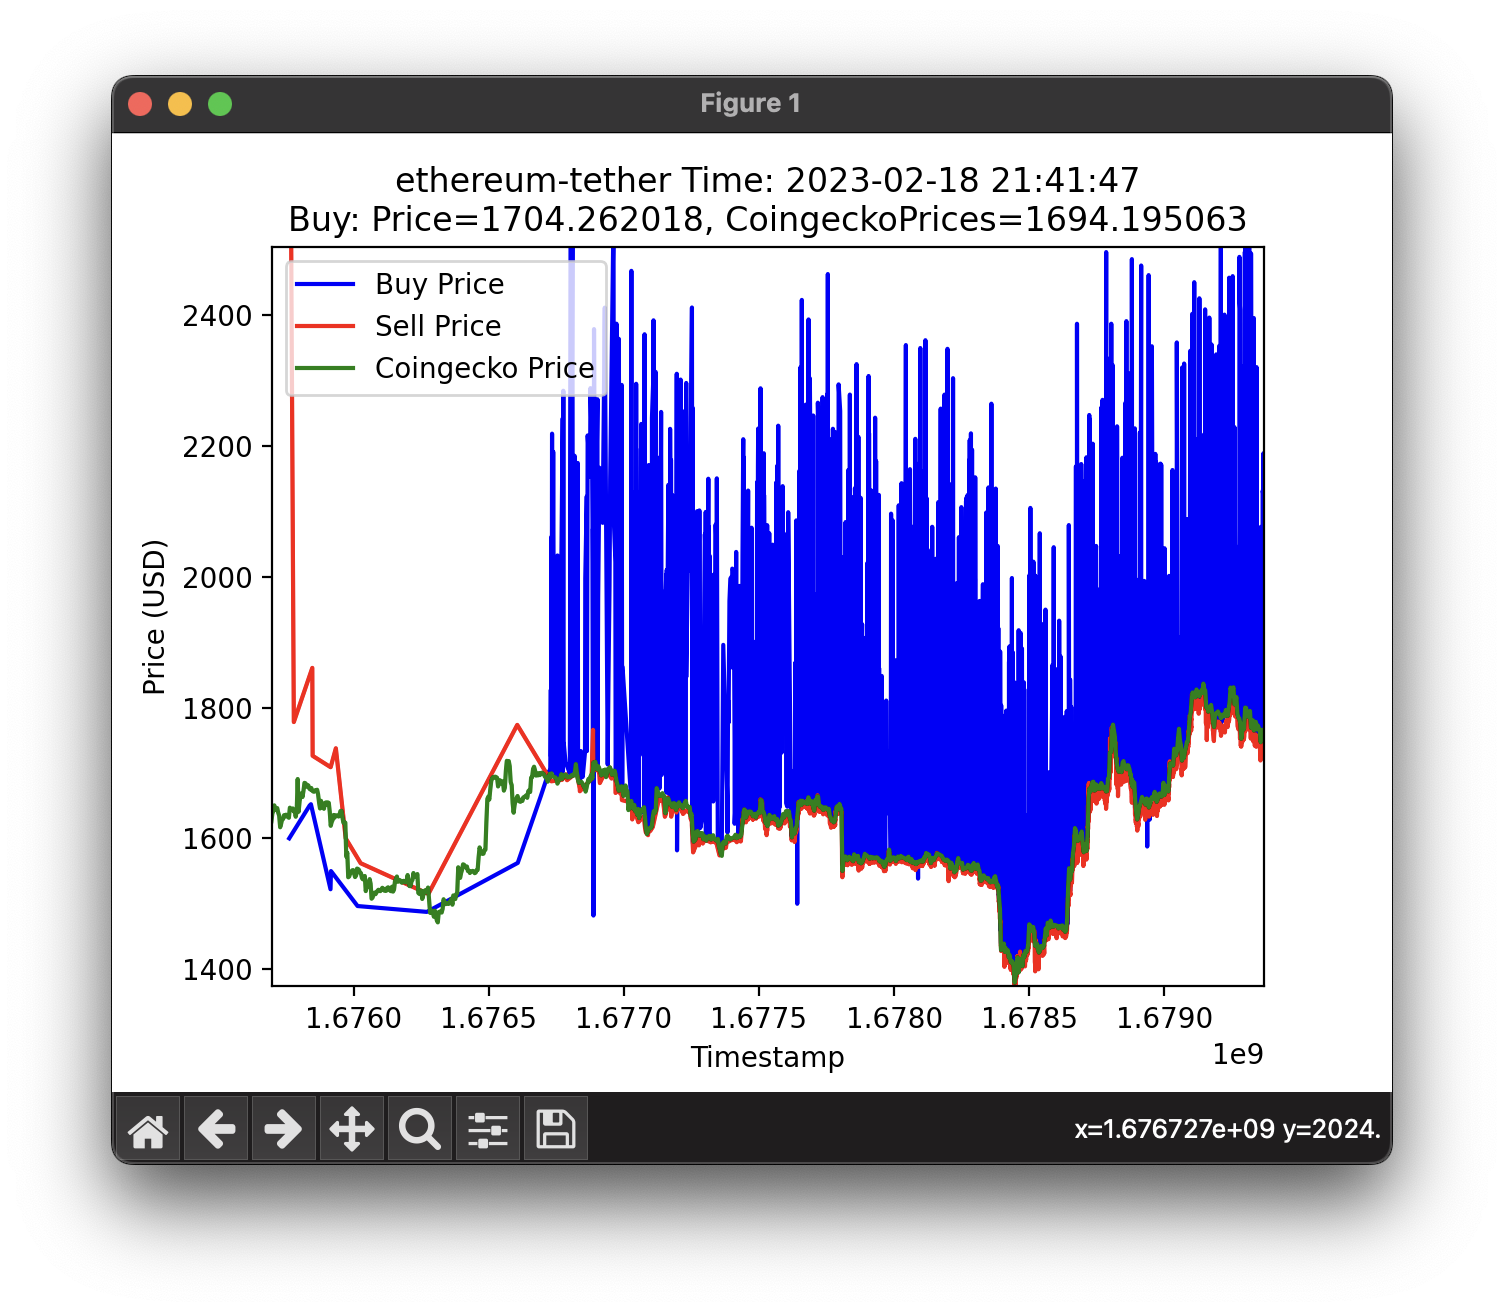 Figure 1
ethereum-tether Time: 2023-02-18 21:41:47
Buy: Price=1704.262018, CoingeckoPrices=1694.195063
Buy Price
Sell Price
Coingecko Price
2400
2200
2000
1800
1600
1400
Price (USD)
1.6760 1.6765 1.6770 1.6775 1.6780 1.6785 1.6790
1e9
Timestamp
x=1.676727e+09 y=2024.